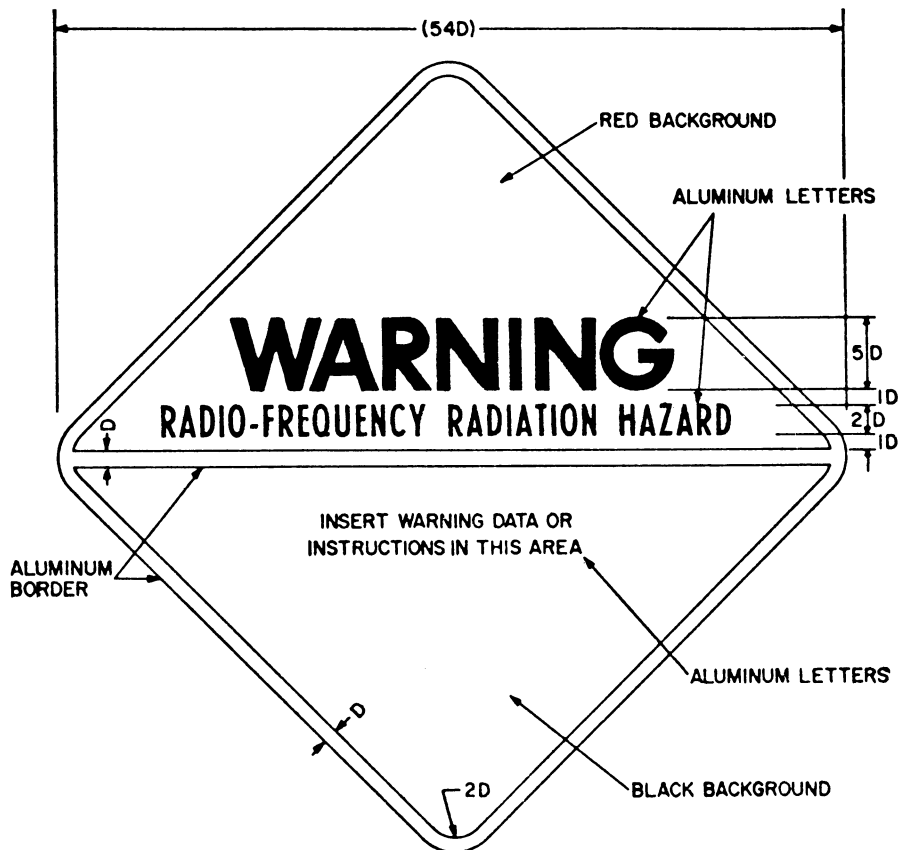 (54D)
RED BACKGROUND
ALUMINUM LETTERS
WARNING
5D
1D
RADIO-FREQUENCY RADIATION HAZARD
2D
1D
D
INSERT WARNING DATA OR
INSTRUCTIONS IN THIS AREA
ALUMINUM
BORDER
ALUMINUM LETTERS
D
2D
BLACK BACKGROUND